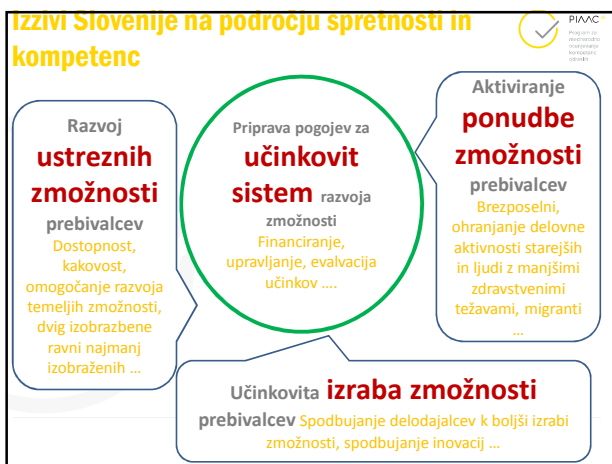 Izzivi Slovenije na področju spretnosti in
kompetenc
PIAAC
Program za
mednarodno
ocenjevanje
kompetenc
odraslih
Razvoj
ustreznih
zmožnosti
prebivalcev
Dostopnost,
kakovost,
omogočanje razvoja
temeljih zmožnosti,
dvig izobrazbene
ravni najmanj
izobraženih …
Priprava pogojev za
učinkovit
sistem razvoja
zmožnosti
Financiranje,
upravljanje, evalvacija
učinkov ….
Aktiviranje
ponudbe
zmožnosti
prebivalcev
Brezposelni,
ohranjanje delovne
aktivnosti starejših
in ljudi z manjšimi
zdravstvenimi
težavami, migranti
…
Učinkovita izraba zmožnosti
prebivalcev Spodbujanje delodajalcev k boljši izrabi
zmožnosti, spodbujanje inovacij …